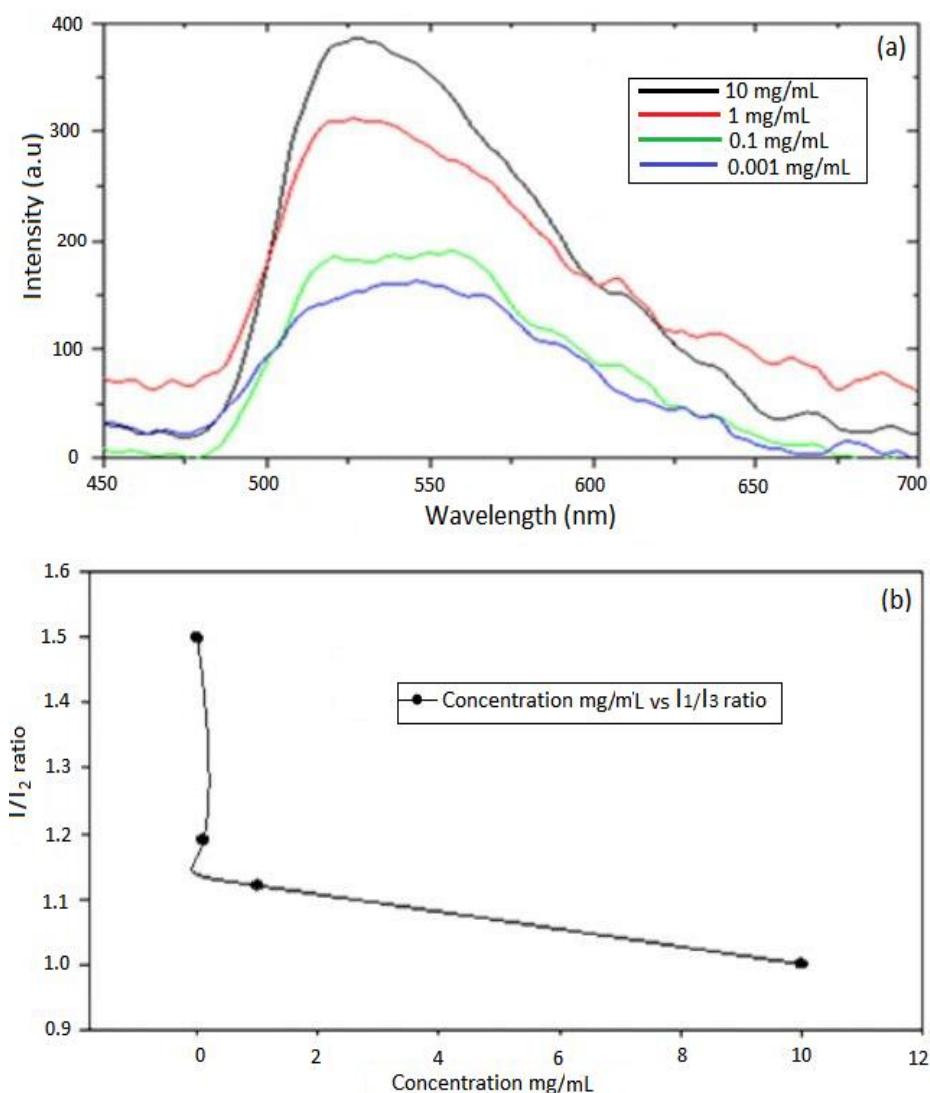 400
300
200
100
0
Intensity (a.u)
(a)
10 mg/mL
1 mg/mL
0.1 mg/mL
0.001 mg/mL
450 500 550 600 650 700
Wavelength (nm)
1.6
1.5
1.4
1.3
1.2
1.1
1.0
0.9
I/I2 ratio
(b)
Concentration mg/mL vs I1/I3 ratio
0 2 4 6 8 10 12
Concentration mg/mL